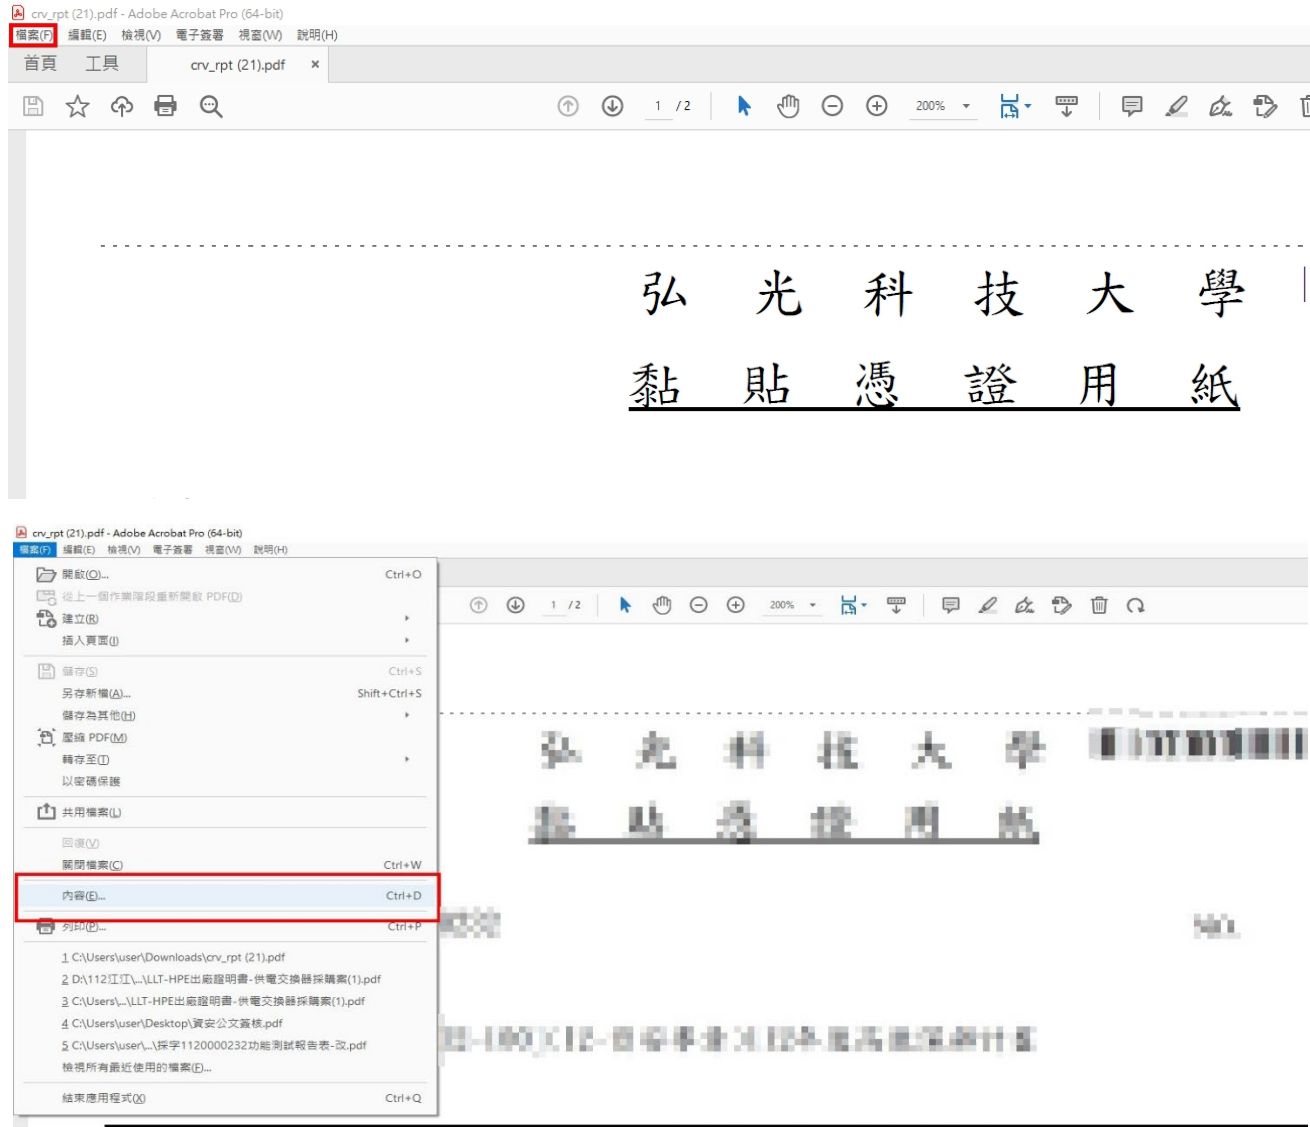 crv_rpt (21).pdf - Adobe Acrobat Pro (64-bit)
檔案(F) 編輯(E) 檢視(V) 電子簽署 視窗(W) 說明(H)
首頁 工具 crv_rpt (21).pdf ×
1 / 2 200%
弘光科技大學
黏貼憑證用紙
crv_rpt (21).pdf - Adobe Acrobat Pro (64-bit)
檔案(F) 編輯(E) 檢視(V) 電子簽署 視窗(W) 說明(H)
開啟(O)... Ctrl+O
從上一個作業階段重新開啟 PDF(D)
1 / 2 200%
建立(R)
插入頁面(I)
儲存(S) Ctrl+S
另存新檔(A)... Shift+Ctrl+S
儲存為其他(H)
壓縮 PDF(M)
轉存至(T)
以密碼保護
共用檔案(L)
回復(V)
關閉檔案(C) Ctrl+W
內容(E)... Ctrl+D
列印(P)... Ctrl+P
1 C:\Users\user\Downloads\crv_rpt (21).pdf
2 D:\112江江\...\LLT-HPE出廠證明書-供電交換器採購案(1).pdf
3 C:\Users\...\LLT-HPE出廠證明書-供電交換器採購案(1).pdf
4 C:\Users\user\Desktop\資安公文簽核.pdf
5 C:\Users\user\...\採字1120000232功能測試報告表-改.pdf
檢視所有最近使用的檔案(F)...
結束應用程式(X) Ctrl+Q